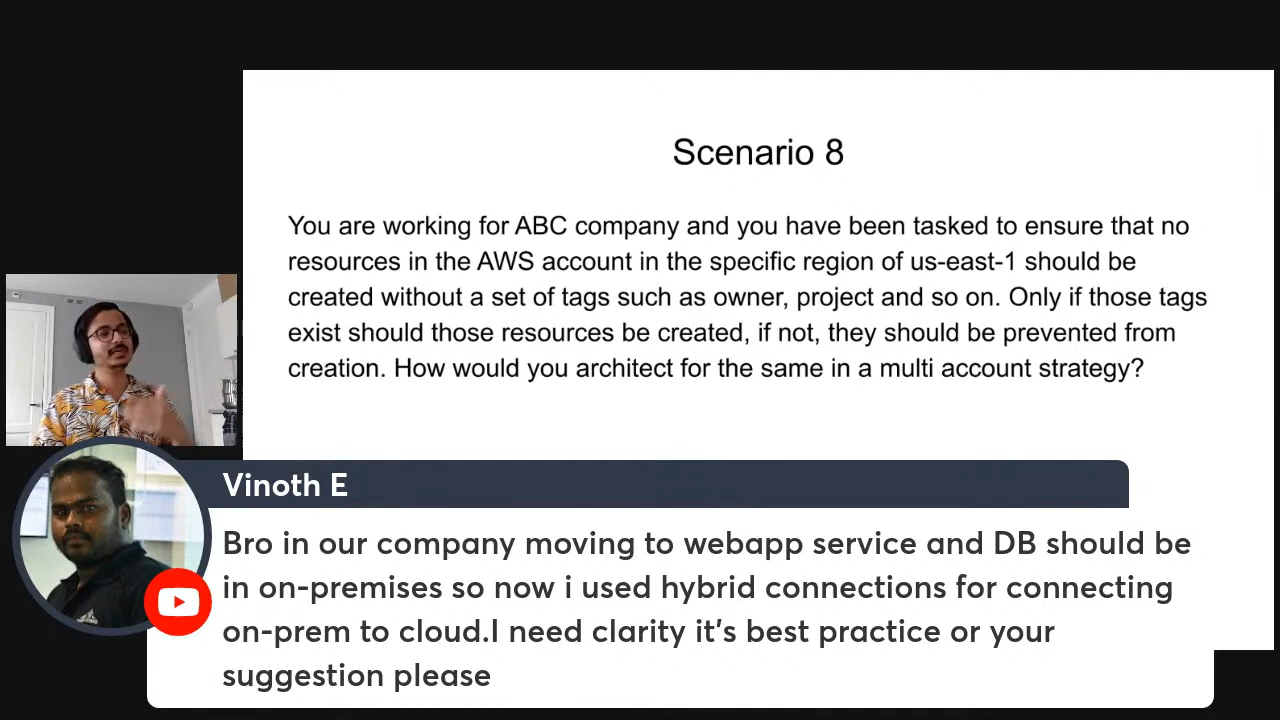 Scenario 8
You are working for ABC company and you have been tasked to ensure that no
resources in the AWS account in the specific region of us-east-1 should be
created without a set of tags such as owner, project and so on. Only if those tags
exist should those resources be created, if not, they should be prevented from
creation. How would you architect for the same in a multi account strategy?
Vinoth E
Bro in our company moving to webapp service and DB should be
in on-premises so now i used hybrid connections for connecting
on-prem to cloud.I need clarity it's best practice or your
suggestion please